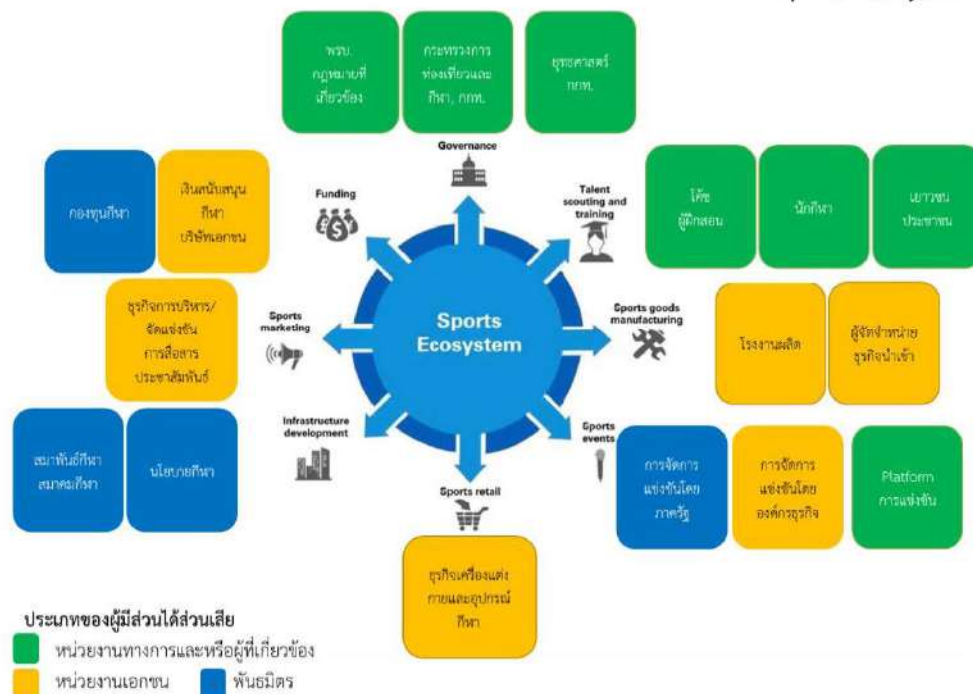 พรบ.
กฎหมายที่
เกี่ยวข้อง
กระทรวงการ
ท่องเที่ยวและ
กีฬา, กกท.
ยุทธศาสตร์
กกท.
Governance
Funding
Talent
scouting and
training
กองทุนกีฬา
เงินสนับสนุน
กีฬา
บริษัทเอกชน
โค้ช
ผู้ฝึกสอน
นักกีฬา
เยาวชน
ประชาชน
ธุรกิจการบริหาร/
จัดแข่งขัน
การสื่อสาร
ประชาสัมพันธ์
Sports
marketing
Sports
Ecosystem
Sports goods
manufacturing
โรงงานผลิต
ผู้จัดจำหน่าย
ธุรกิจนำเข้า
สมาพันธ์กีฬา
สมาคมกีฬา
นโยบายกีฬา
Infrastructure
development
Sports retail
Sports
events
การจัดการ
แข่งขันโดย
ภาครัฐ
การจัดการ
แข่งขันโดย
องค์กรธุรกิจ
Platform
การแข่งขัน
ธุรกิจเครื่องแต่ง
กายและอุปกรณ์
กีฬา
ประเภทของผู้มีส่วนได้ส่วนเสีย
หน่วยงานทางการและหรือผู้ที่เกี่ยวข้อง
หน่วยงานเอกชน
พันธมิตร